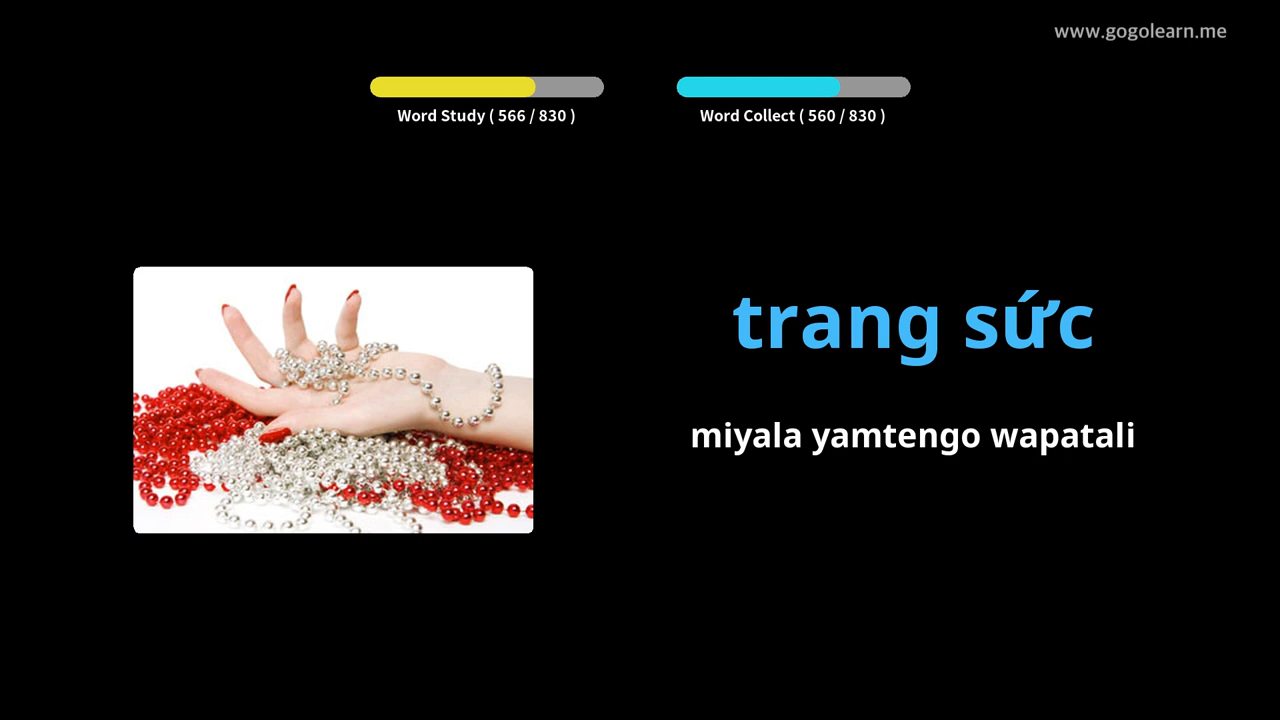 www.gogolearn.me
Word Study ( 566 / 830 )
Word Collect ( 560 / 830 )
trang sức
miyala yamtengo wapatali